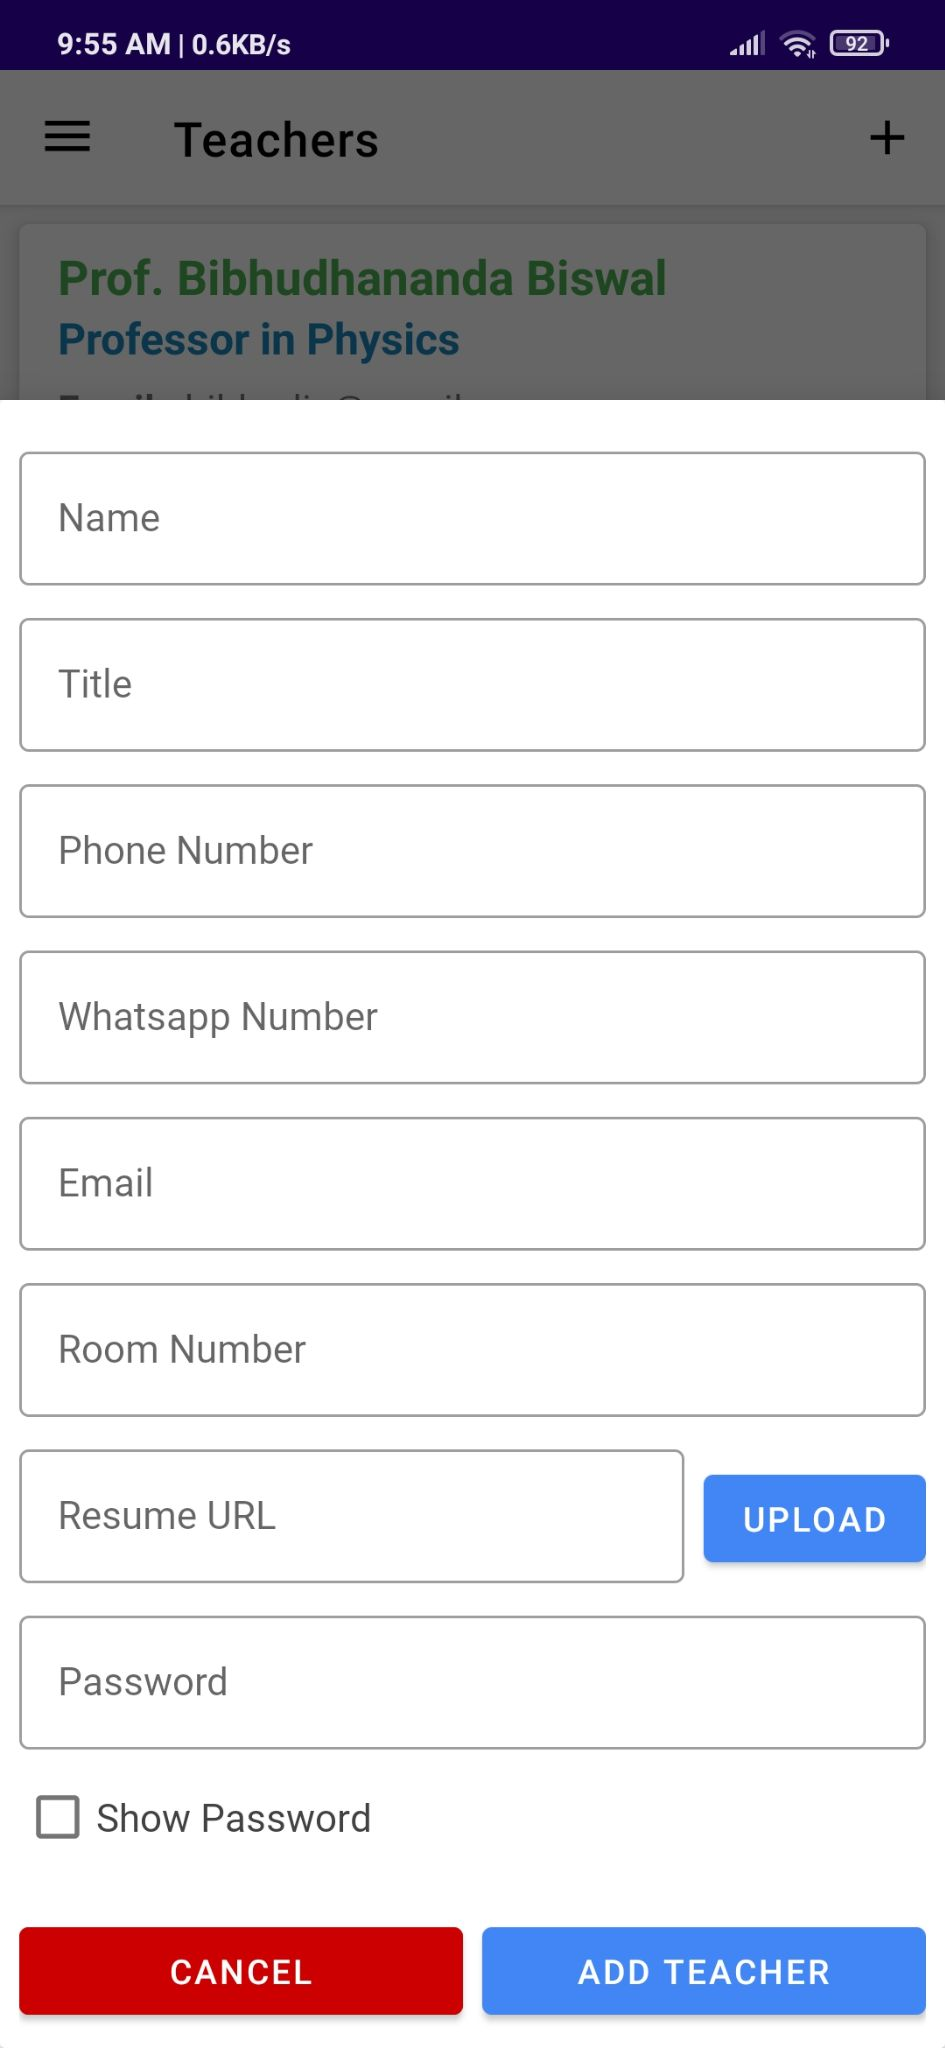 9:55 AM | 0.6KB/s
92
Teachers
Prof. Bibhudhananda Biswal
Professor in Physics
Name
Title
Phone Number
Whatsapp Number
Email
Room Number
Resume URL
UPLOAD
Password
Show Password
CANCEL
ADD TEACHER